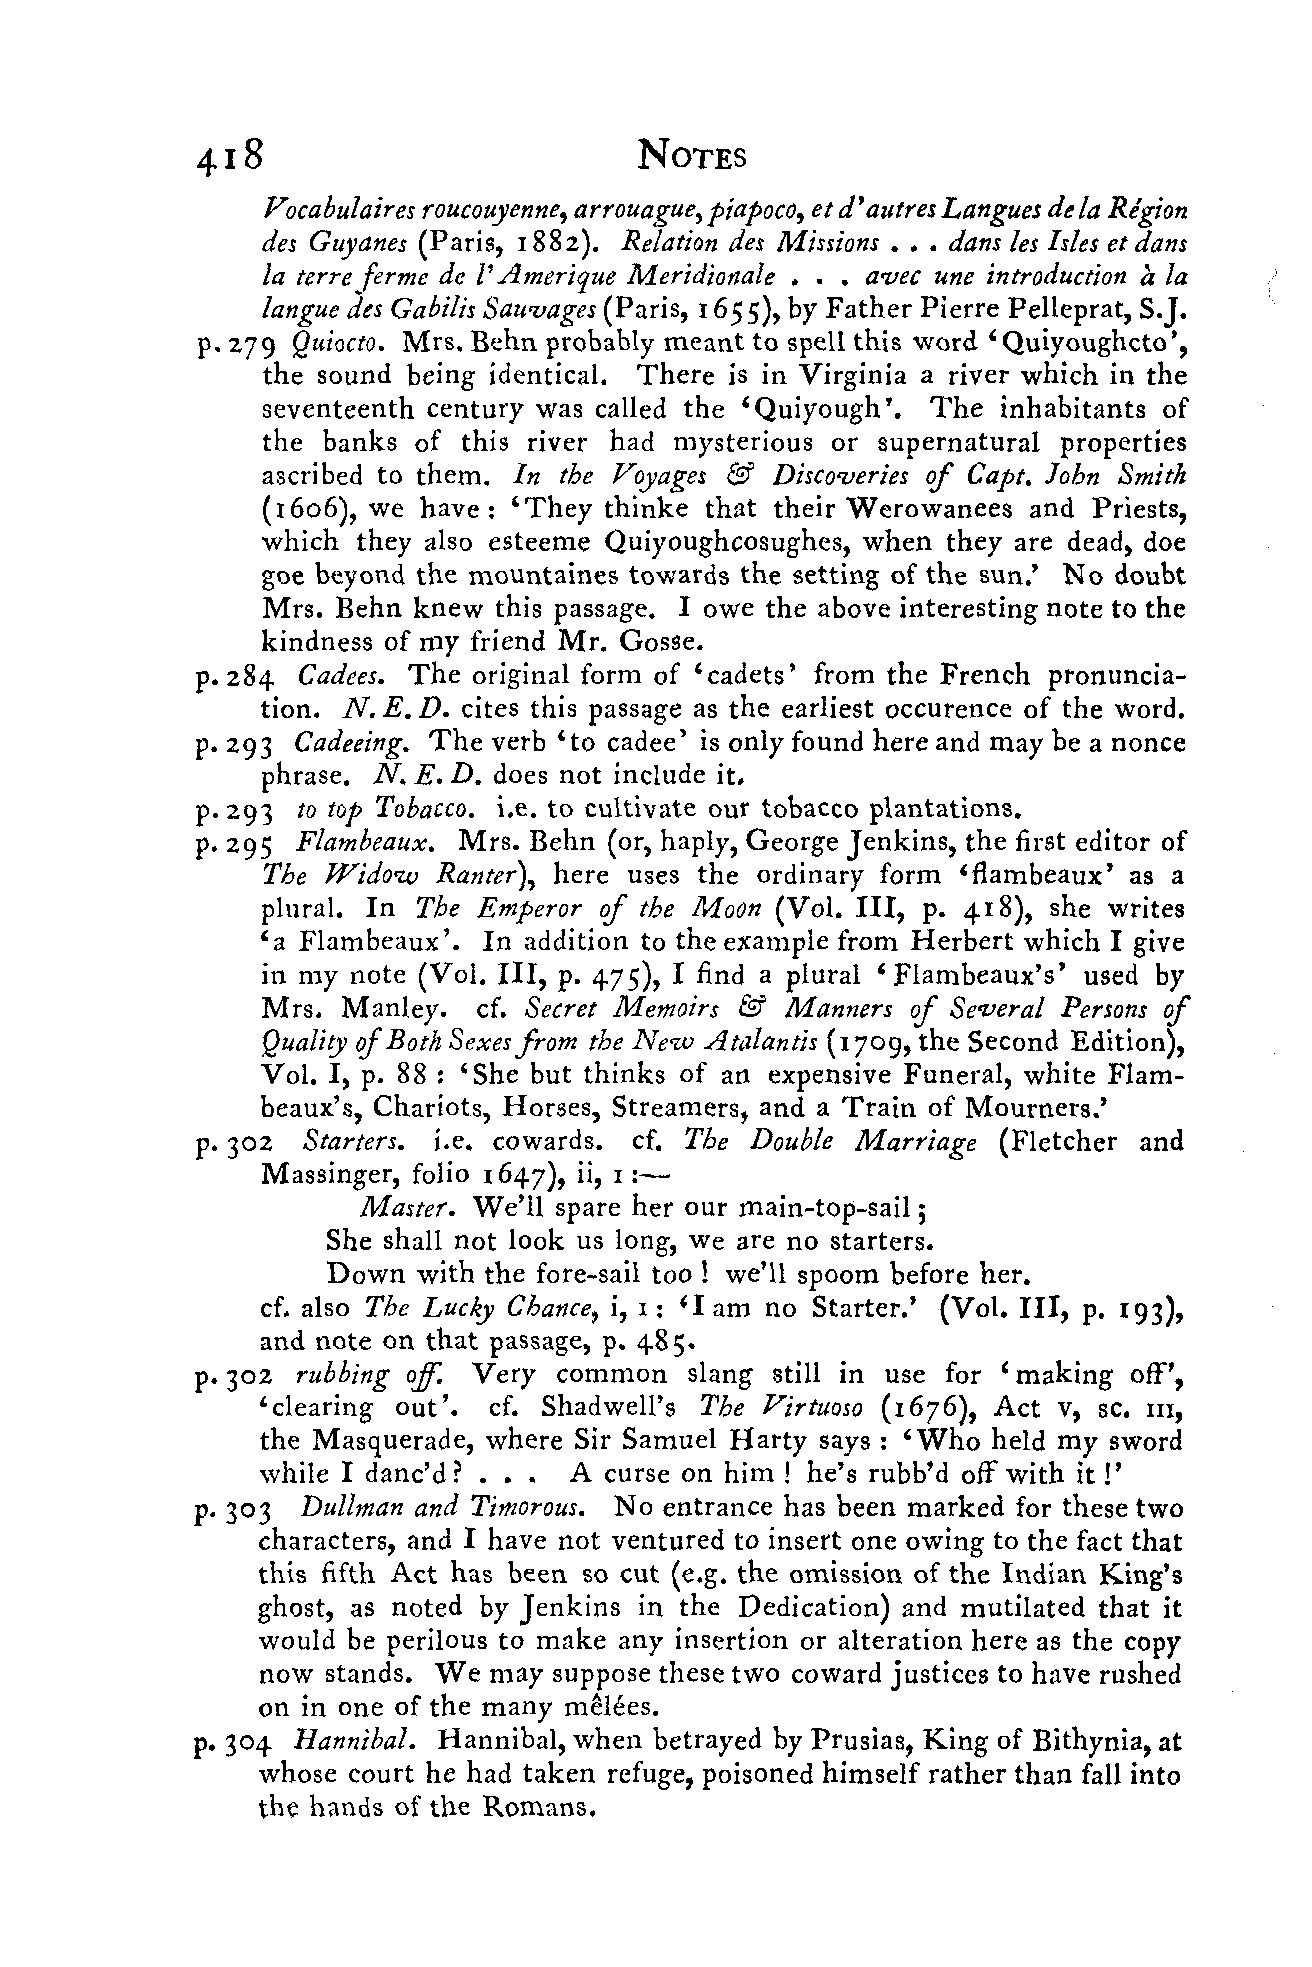 418 NOTES
Vocabulaires roucouyenne, arrouague, piapoco, et d'autres Langues de la Région
des Guyanes (Paris, 1882). Relation des Missions . . . dans les Isles et dans
la terre ferme de l'Amerique Meridionale . . . avec une introduction à la
langue des Gabilis Sauvages (Paris, 1655), by Father Pierre Pelleprat, S.J.
p. 279 Quiocto. Mrs. Behn probably meant to spell this word ‘Quiyoughcto’,
the sound being identical. There is in Virginia a river which in the
seventeenth century was called the ‘Quiyough’. The inhabitants of
the banks of this river had mysterious or supernatural properties
ascribed to them. In the Voyages & Discoveries of Capt. John Smith
(1606), we have : ‘They thinke that their Werowanees and Priests,
which they also esteeme Quiyoughcosughes, when they are dead, doe
goe beyond the mountaines towards the setting of the sun.’ No doubt
Mrs. Behn knew this passage. I owe the above interesting note to the
kindness of my friend Mr. Gosse.
p. 284 Cadees. The original form of ‘cadets’ from the French pronuncia-
tion. N.E.D. cites this passage as the earliest occurence of the word.
p. 293 Cadeeing. The verb ‘to cadee’ is only found here and may be a nonce
phrase. N.E.D. does not include it.
p. 293 to top Tobacco. i.e. to cultivate our tobacco plantations.
p. 295 Flambeaux. Mrs. Behn (or, haply, George Jenkins, the first editor of
The Widow Ranter), here uses the ordinary form ‘flambeaux’ as a
plural. In The Emperor of the Moon (Vol. III, p. 418), she writes
‘a Flambeaux’. In addition to the example from Herbert which I give
in my note (Vol. III, p. 475), I find a plural ‘Flambeaux's’ used by
Mrs. Manley. cf. Secret Memoirs & Manners of Several Persons of
Quality of Both Sexes from the New Atalantis (1709, the Second Edition),
Vol. I, p. 88 : ‘She but thinks of an expensive Funeral, white Flam-
beaux's, Chariots, Horses, Streamers, and a Train of Mourners.’
p. 302 Starters. i.e. cowards. cf. The Double Marriage (Fletcher and
Massinger, folio 1647), ii, 1 :—
Master. We'll spare her our main-top-sail ;
She shall not look us long, we are no starters.
Down with the fore-sail too ! we'll spoom before her.
cf. also The Lucky Chance, i, 1 : ‘I am no Starter.’ (Vol. III, p. 193),
and note on that passage, p. 485.
p. 302 rubbing off. Very common slang still in use for ‘making off’,
‘clearing out’. cf. Shadwell's The Virtuoso (1676), Act v, sc. iii,
the Masquerade, where Sir Samuel Harty says : ‘Who held my sword
while I danc'd ? . . . A curse on him ! he's rubb'd off with it !’
p. 303 Dullman and Timorous. No entrance has been marked for these two
characters, and I have not ventured to insert one owing to the fact that
this fifth Act has been so cut (e.g. the omission of the Indian King's
ghost, as noted by Jenkins in the Dedication) and mutilated that it
would be perilous to make any insertion or alteration here as the copy
now stands. We may suppose these two coward justices to have rushed
on in one of the many mêlées.
p. 304 Hannibal. Hannibal, when betrayed by Prusias, King of Bithynia, at
whose court he had taken refuge, poisoned himself rather than fall into
the hands of the Romans.